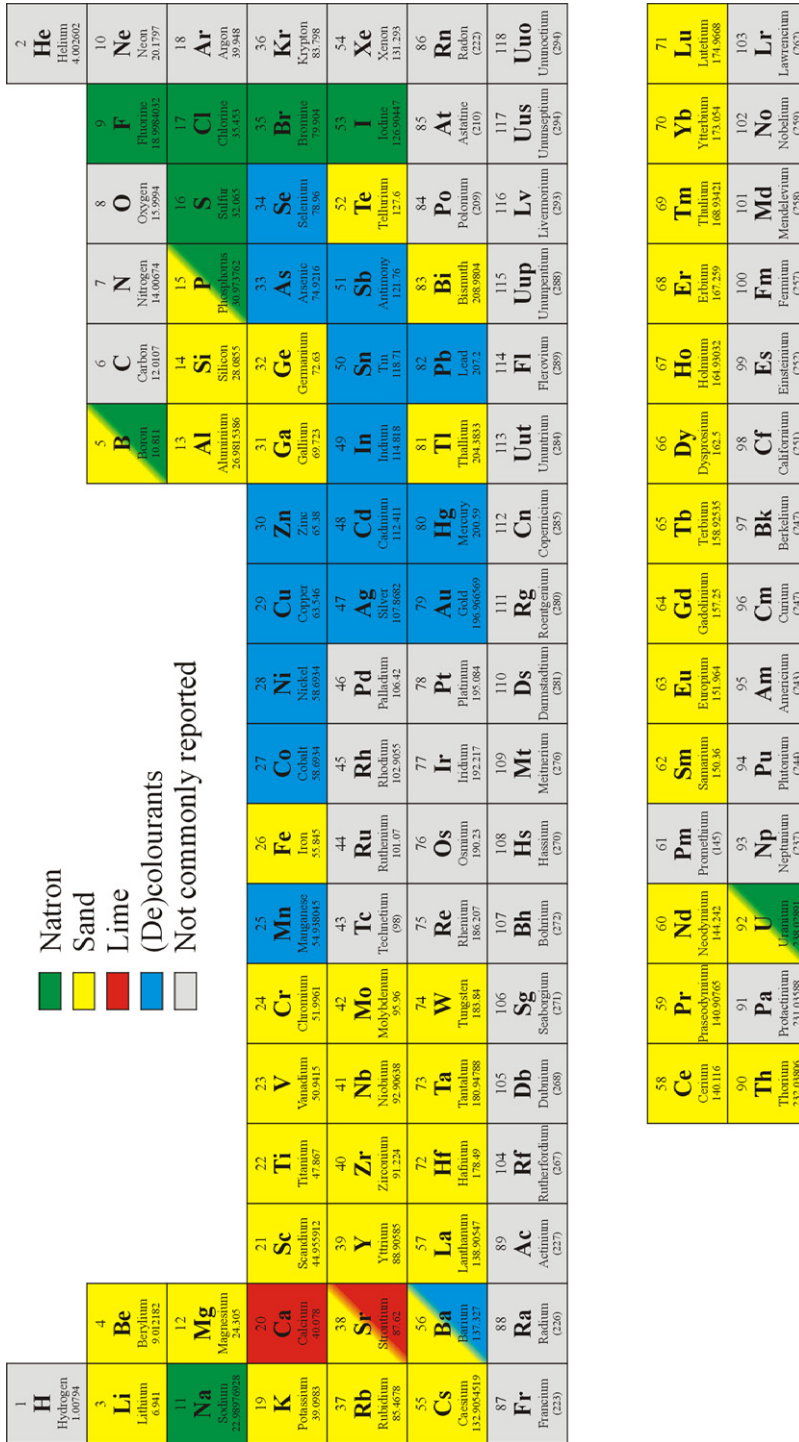 1 2
H He
Hydrogen Helium
1.00794 4.002602
Natron
Sand
Lime
(De)colourants
Not commonly reported
3 4 5 6 7 8 9 10
Li Be B C N O F Ne
Lithium Berylium Boron Carbon Nitrogen Oxygen Fluorine Neon
6.941 9.012182 10.811 12.0107 14.00674 15.9994 18.9984032 20.1797
11 12 13 14 15 16 17 18
Na Mg Al Si P S Cl Ar
Sodium Magnesium Aluminium Silicon Phosphorus Sulfur Chlorine Argon
22.98976928 24.305 26.9815386 28.0855 30.973762 32.065 35.453 39.948
19 20 21 22 23 24 25 26 27 28 29 30 31 32 33 34 35 36
K Ca Sc Ti V Cr Mn Fe Co Ni Cu Zn Ga Ge As Se Br Kr
Potassium Calcium Scandium Titanium Vanadium Chromium Manganese Iron Cobalt Nickel Copper Zinc Gallium Germanium Arsenic Selenium Bromine Krypton
39.0983 40.078 44.955912 47.867 50.9415 51.9961 54.938045 55.845 58.6934 58.6934 63.546 65.38 69.723 72.63 74.9216 78.96 79.904 83.798
37 38 39 40 41 42 43 44 45 46 47 48 49 50 51 52 53 54
Rb Sr Y Zr Nb Mo Tc Ru Rh Pd Ag Cd In Sn Sb Te I Xe
Rubidium Strontium Yttrium Zirconium Niobium Molybdenum Technetium Ruthenium Rhodium Palladium Silver Cadmium Indium Tin Antimony Tellurium Iodine Xenon
85.4678 87.62 88.90585 91.224 92.90638 95.96 (98) 101.07 102.9055 106.42 107.8682 112.411 114.818 118.71 121.76 127.6 126.90447 131.293
55 56 57 72 73 74 75 76 77 78 79 80 81 82 83 84 85 86
Cs Ba La Hf Ta W Re Os Ir Pt Au Hg Tl Pb Bi Po At Rn
Caesium Barium Lanthanum Hafnium Tantalum Tungsten Rhenium Osmium Iridium Platinum Gold Mercury Thallium Lead Bismuth Polonium Astatine Radon
132.9054519 137.327 138.90547 178.49 180.94788 183.84 186.207 190.23 192.217 195.084 196.966569 200.59 204.3833 207.2 208.9804 (209) (210) (222)
87 88 89 104 105 106 107 108 109 110 111 112 113 114 115 116 117 118
Fr Ra Ac Rf Db Sg Bh Hs Mt Ds Rg Cn Uut Fl Uup Lv Uus Uuo
Francium Radium Actinium Rutherfordium Dubnium Seaborgium Bohrium Hassium Meitnerium Darmstadtium Roentgenium Copernicium Ununtrium Flerovium Ununpentium Livermorium Ununseptium Ununoctium
(223) (226) (227) (267) (268) (271) (272) (270) (276) (281) (280) (285) (284) (289) (288) (293) (294) (294)
58 59 60 61 62 63 64 65 66 67 68 69 70 71
Ce Pr Nd Pm Sm Eu Gd Tb Dy Ho Er Tm Yb Lu
Cerium Praseodymium Neodymium Promethium Samarium Europium Gadolinium Terbium Dysprosium Holmium Erbium Thulium Ytterbium Lutetium
140.116 140.90765 144.242 (145) 150.36 151.964 157.25 158.92535 162.5 164.93032 167.259 168.93421 173.054 174.9668
90 91 92 93 94 95 96 97 98 99 100 101 102 103
Th Pa U Np Pu Am Cm Bk Cf Es Fm Md No Lr
Thorium Protactinium Uranium Neptunium Plutonium Americium Curium Berkelium Californium Einsteinium Fermium Mendelevium Nobelium Lawrencium
232.03806 231.03588 238.02891 (237) (244) (243) (247) (247) (251) (252) (257) (258) (259) (262)